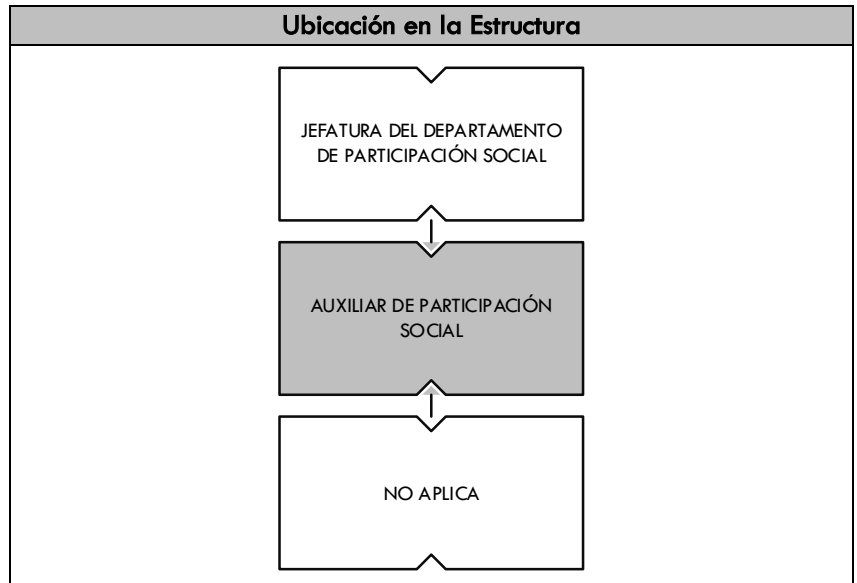 Ubicación en la Estructura
JEFATURA DEL DEPARTAMENTO
DE PARTICIPACIÓN SOCIAL
AUXILIAR DE PARTICIPACIÓN
SOCIAL
NO APLICA